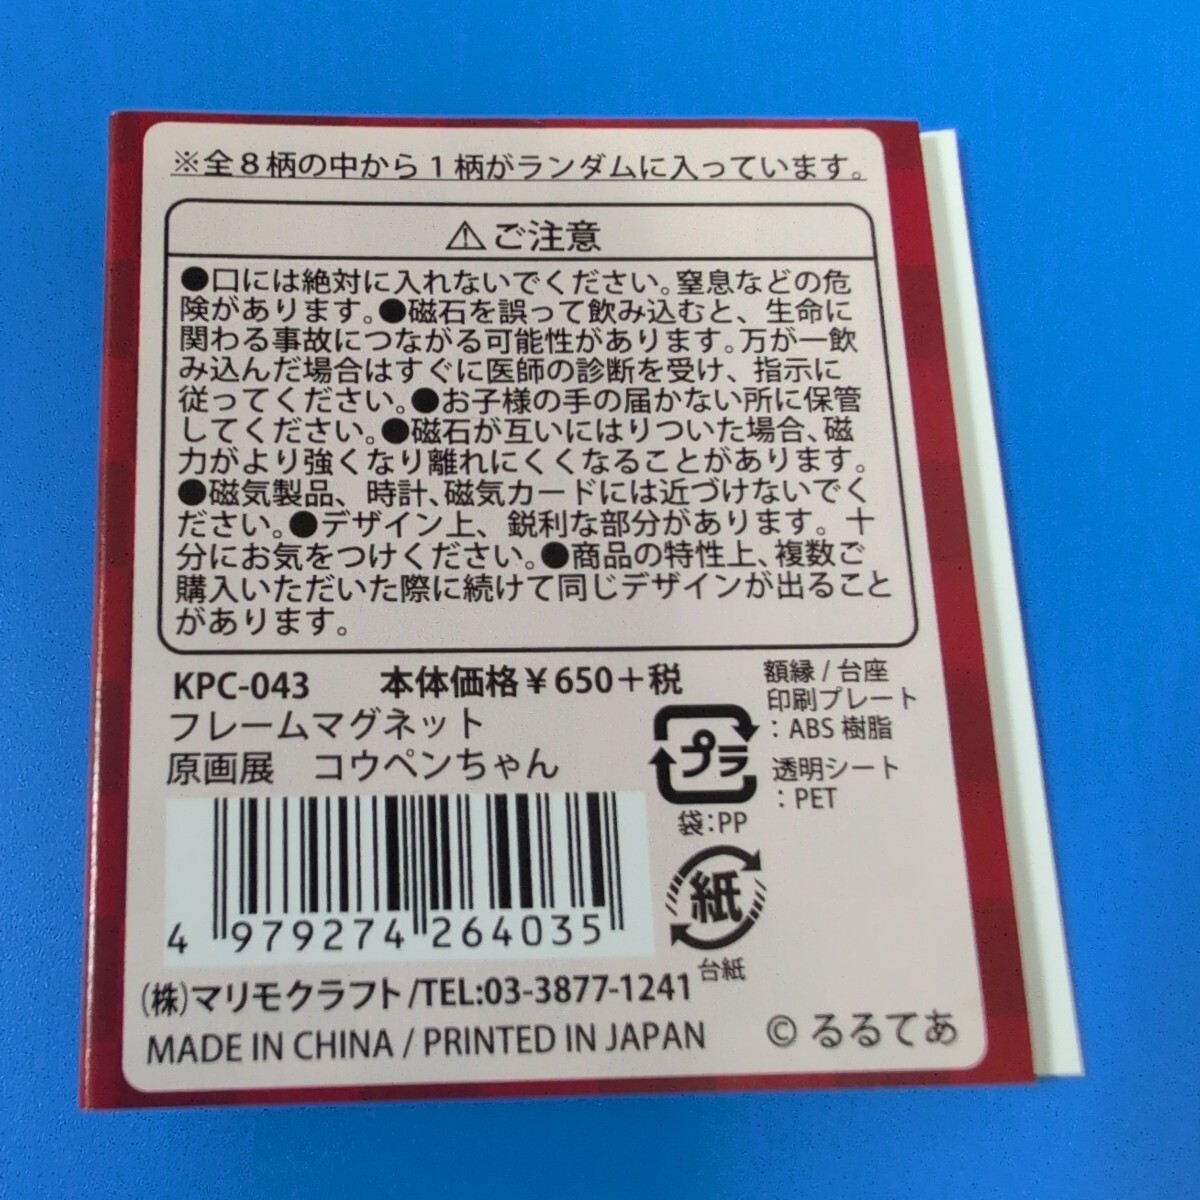 ※全8柄の中から1柄がランダムに入っています。
⚠ご注意
●口には絶対に入れないでください。窒息などの危
険があります。●磁石を誤って飲み込むと、生命に
関わる事故につながる可能性があります。万が一飲
み込んだ場合はすぐに医師の診断を受け、指示に
従ってください。●お子様の手の届かない所に保管
してください。●磁石が互いにはりついた場合、磁
力がより強くなり離れにくくなることがあります。
●磁気製品、時計、磁気カードには近づけないでく
ださい。●デザイン上、鋭利な部分があります。十
分にお気をつけください。●商品の特性上、複数ご
購入いただいた際に続けて同じデザインが出ること
があります。
KPC-043 本体価格¥650+税
フレームマグネット
原画展 コウペンちゃん
額縁/台座
印刷プレート
:ABS樹脂
透明シート
:PET
プラ
袋:PP
紙
台紙
4 979274 264035
(株)マリモクラフト/TEL:03-3877-1241
MADE IN CHINA / PRINTED IN JAPAN
© るるてあ